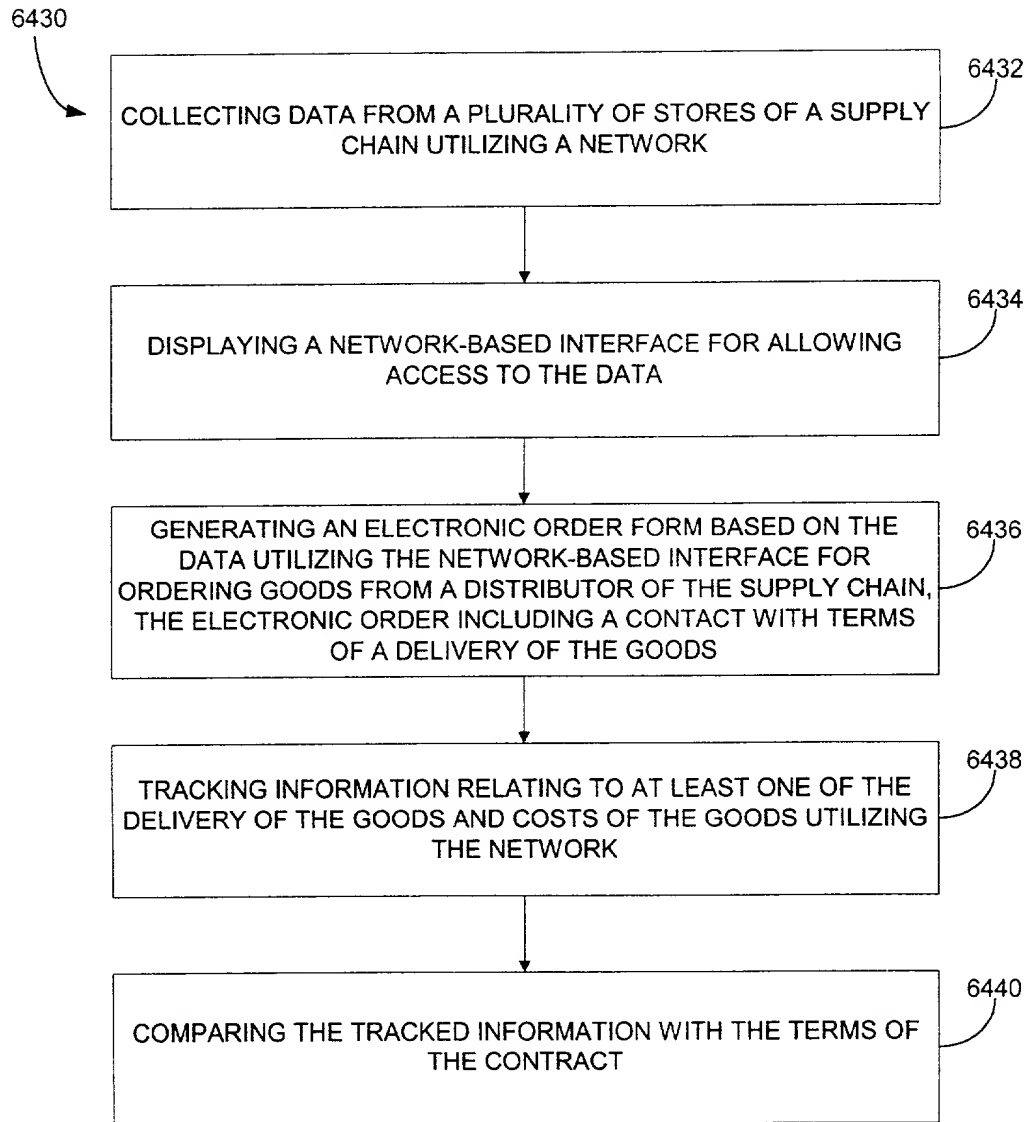 6430
6432
COLLECTING DATA FROM A PLURALITY OF STORES OF A SUPPLY
CHAIN UTILIZING A NETWORK
6434
DISPLAYING A NETWORK-BASED INTERFACE FOR ALLOWING
ACCESS TO THE DATA
6436
GENERATING AN ELECTRONIC ORDER FORM BASED ON THE
DATA UTILIZING THE NETWORK-BASED INTERFACE FOR
ORDERING GOODS FROM A DISTRIBUTOR OF THE SUPPLY CHAIN,
THE ELECTRONIC ORDER INCLUDING A CONTACT WITH TERMS
OF A DELIVERY OF THE GOODS
6438
TRACKING INFORMATION RELATING TO AT LEAST ONE OF THE
DELIVERY OF THE GOODS AND COSTS OF THE GOODS UTILIZING
THE NETWORK
6440
COMPARING THE TRACKED INFORMATION WITH THE TERMS OF
THE CONTRACT